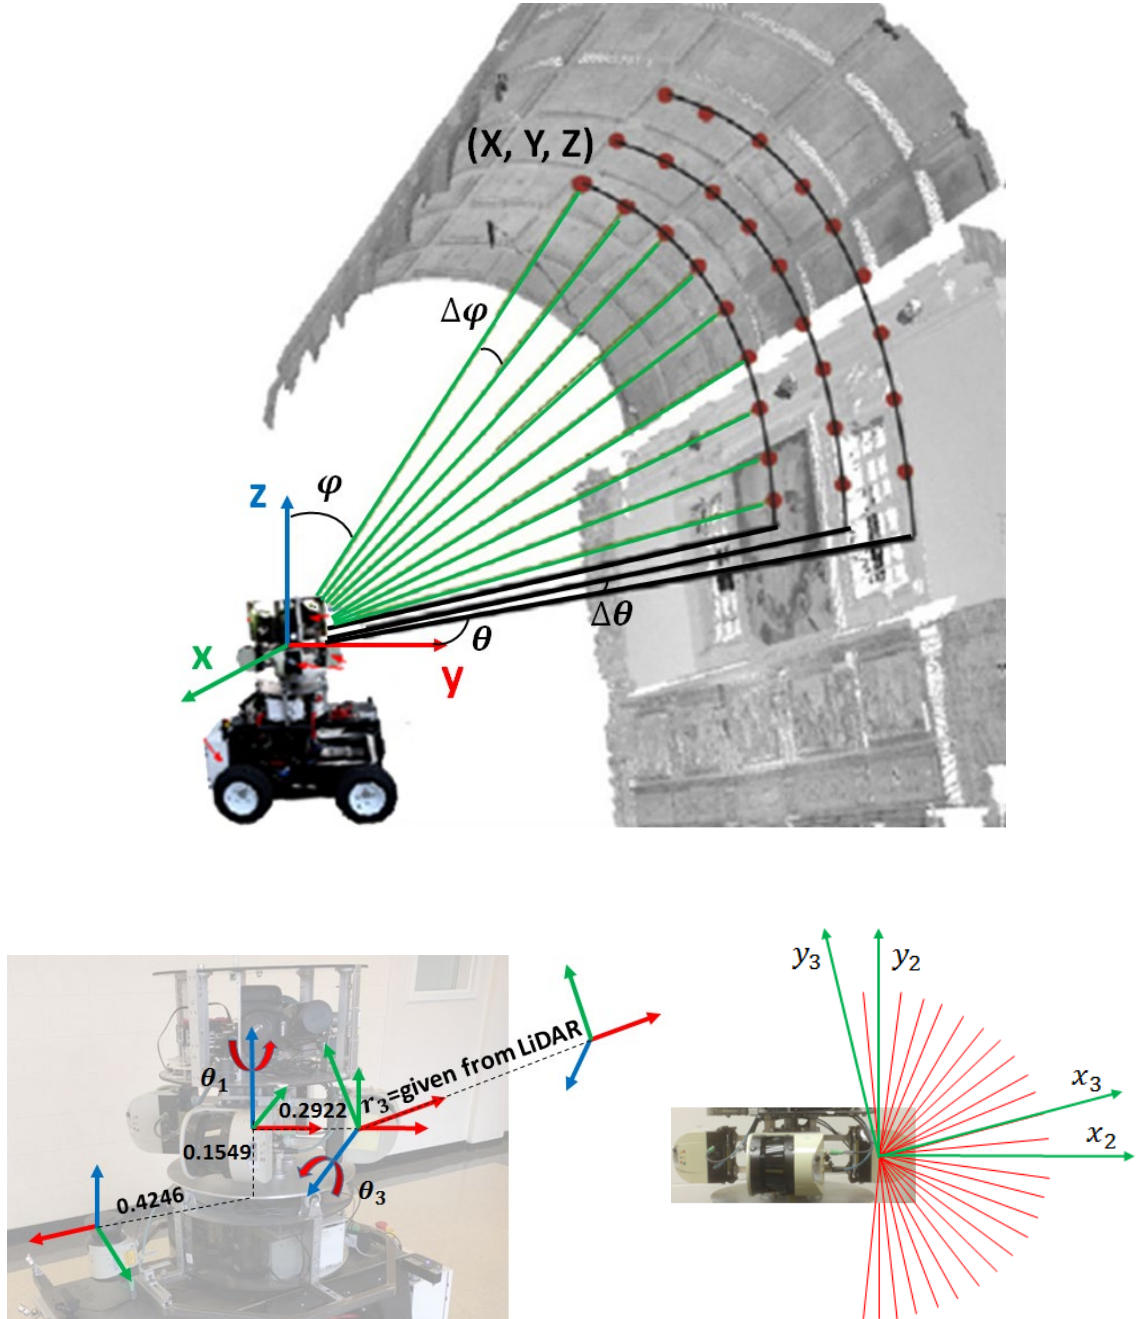 (X, Y, Z)
Δφ
φ
z
Δθ
θ
x
y
y₃
y₂
r₃=given from LiDAR
θ₁
0.2922
x₃
0.1549
x₂
θ₃
0.4246